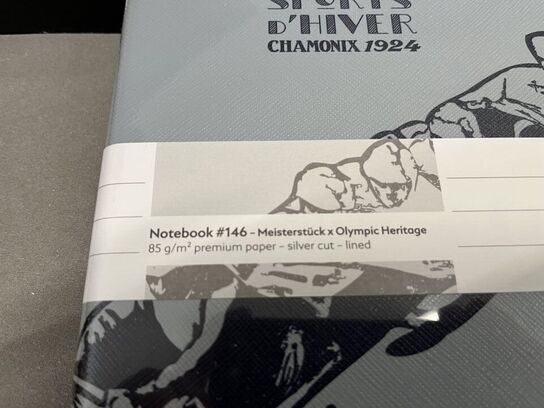 SPORTS
D'HIVER
CHAMONIX 1924
Notebook #146 – Meisterstück x Olympic Heritage
85 g/m² premium paper – silver cut – lined